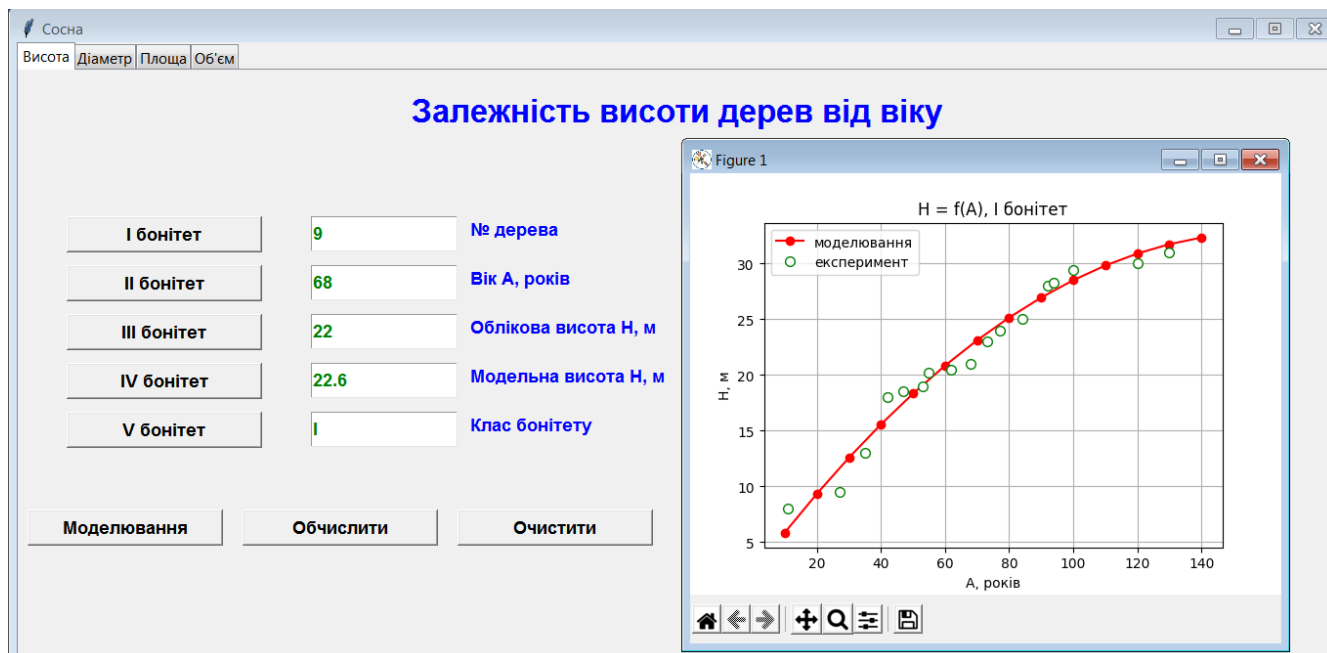 Сосна
Висота Діаметр Площа Об'єм
Залежність висоти дерев від віку
I бонітет 9 № дерева
II бонітет 68 Вік А, років
III бонітет 22 Облікова висота Н, м
IV бонітет 22.6 Модельна висота Н, м
V бонітет I Клас бонітету
Моделювання Обчислити Очистити
Figure 1
H = f(A), I бонітет
моделювання
експеримент
30
25
20
15
10
5
Н, м
20 40 60 80 100 120 140
А, років